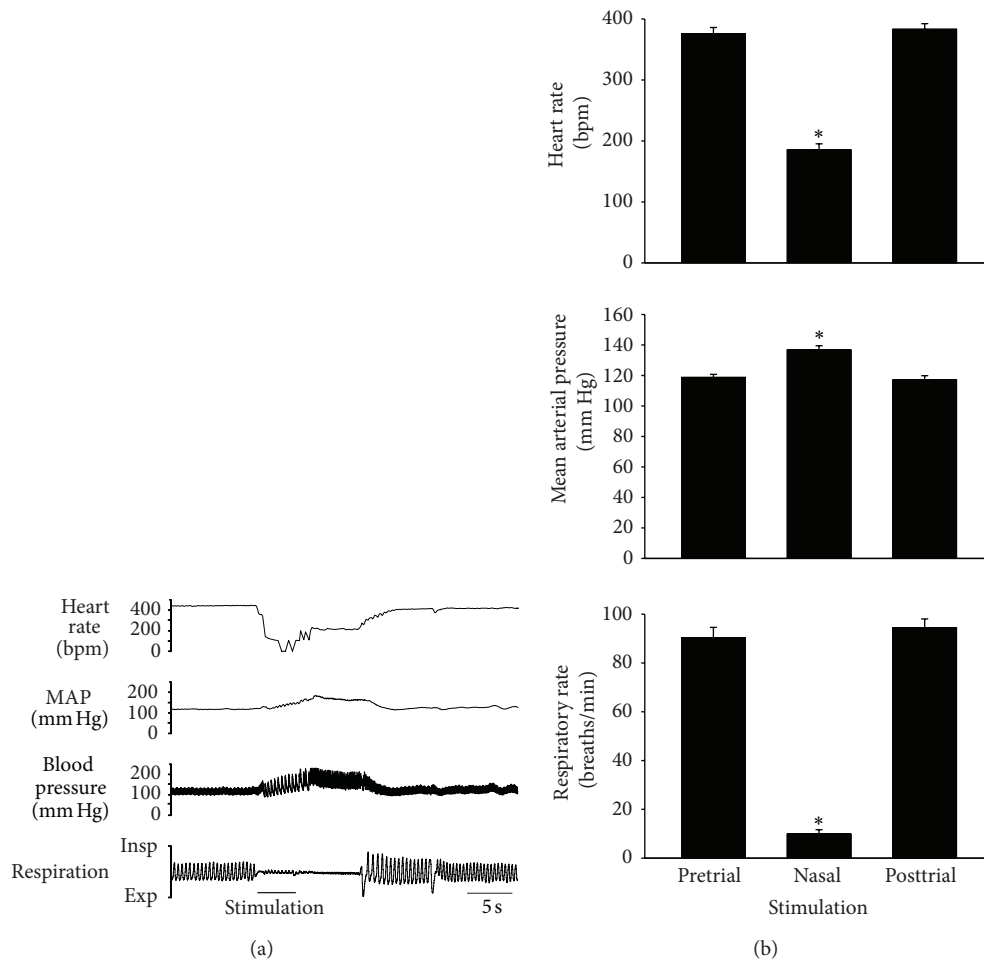 Heart
rate
(bpm)
400
200
0
MAP
(mm Hg)
200
100
0
Blood
pressure
(mm Hg)
200
100
0
Respiration
Insp
Exp
Stimulation
5 s
(a)
Heart rate
(bpm)
400
300
200
100
0
*
Mean arterial pressure
(mm Hg)
160
140
120
100
80
60
40
20
0
*
Respiratory rate
(breaths/min)
100
80
60
40
20
0
*
Pretrial Nasal Posttrial
Stimulation
(b)